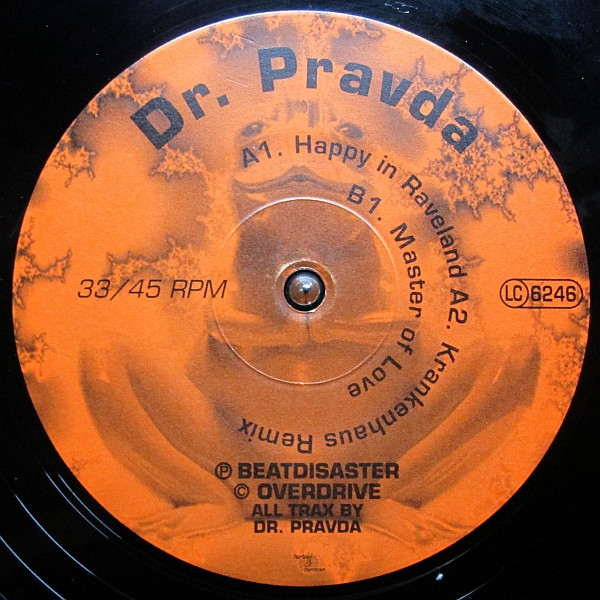 Dr. Pravda
A1. Happy in Raveland A2. Krankenhaus Remix
B1. Master of Love
33/45 RPM
LC 6246
℗ BEATDISASTER
© OVERDRIVE
ALL TRAX BY
DR. PRAVDA